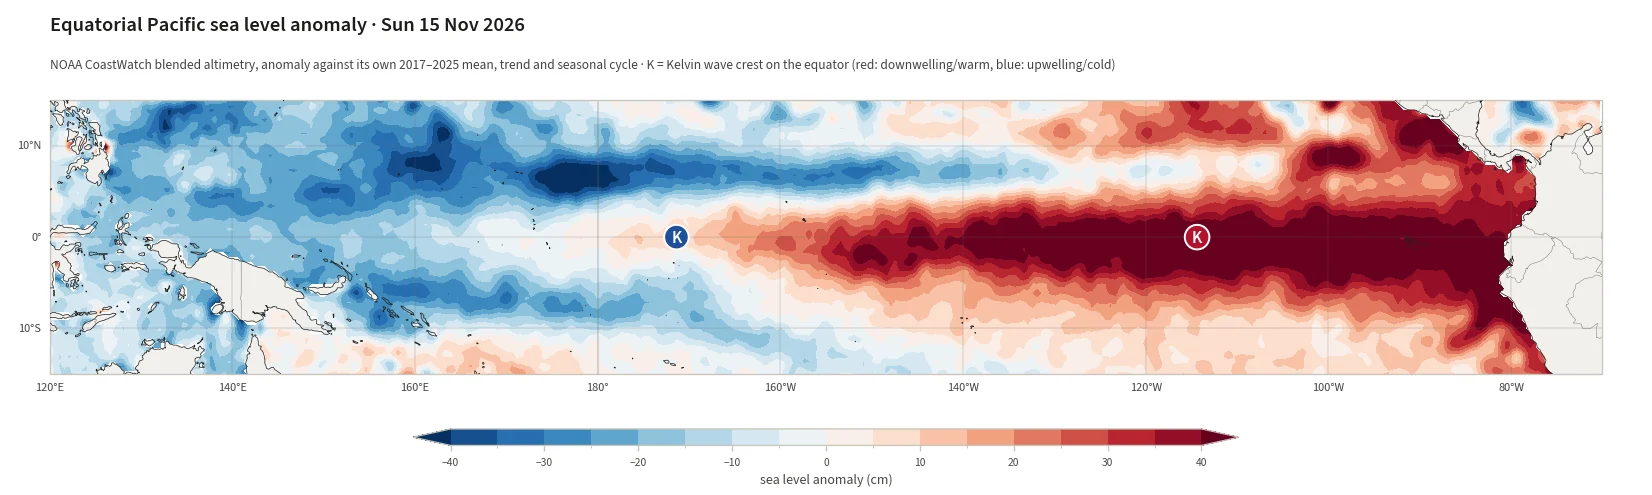 Equatorial Pacific sea level anomaly · Sun 15 Nov 2026
NOAA CoastWatch blended altimetry, anomaly against its own 2017–2025 mean, trend and seasonal cycle · K = Kelvin wave crest on the equator (red: downwelling/warm, blue: upwelling/cold)
10°N
0°
K K
10°S
120°E 140°E 160°E 180° 160°W 140°W 120°W 100°W 80°W
−40 −30 −20 −10 0 10 20 30 40
sea level anomaly (cm)